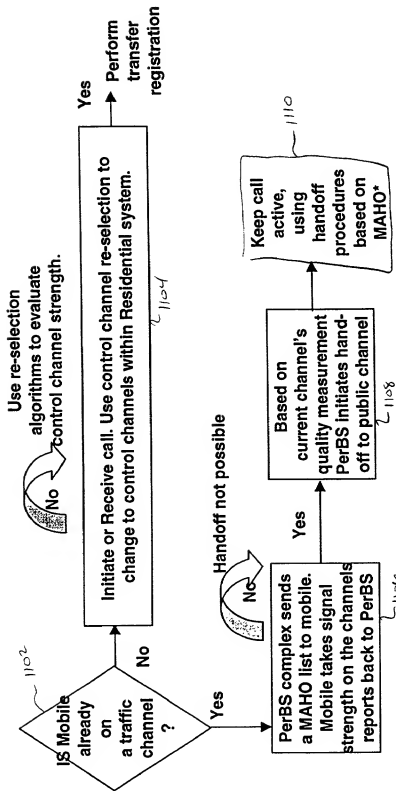 1102
IS Mobile
already
on
a traffic
channel
?
No
Yes
Use re-selection
algorithms to evaluate
control channel strength.
No
Initiate or Receive call. Use control channel re-selection to
change to control channels within Residential system.
1104
Yes
Perform
transfer
registration
Handoff not possible
No
PerBS complex sends
a MAHO list to mobile.
Mobile takes signal
strength on the channels
reports back to PerBS
Yes
Based on
current channel's
quality measurement
PerBS initiates hand-
off to public channel
1108
Keep call
active,
using
handoff
procedures
based on
MAHO*
1110